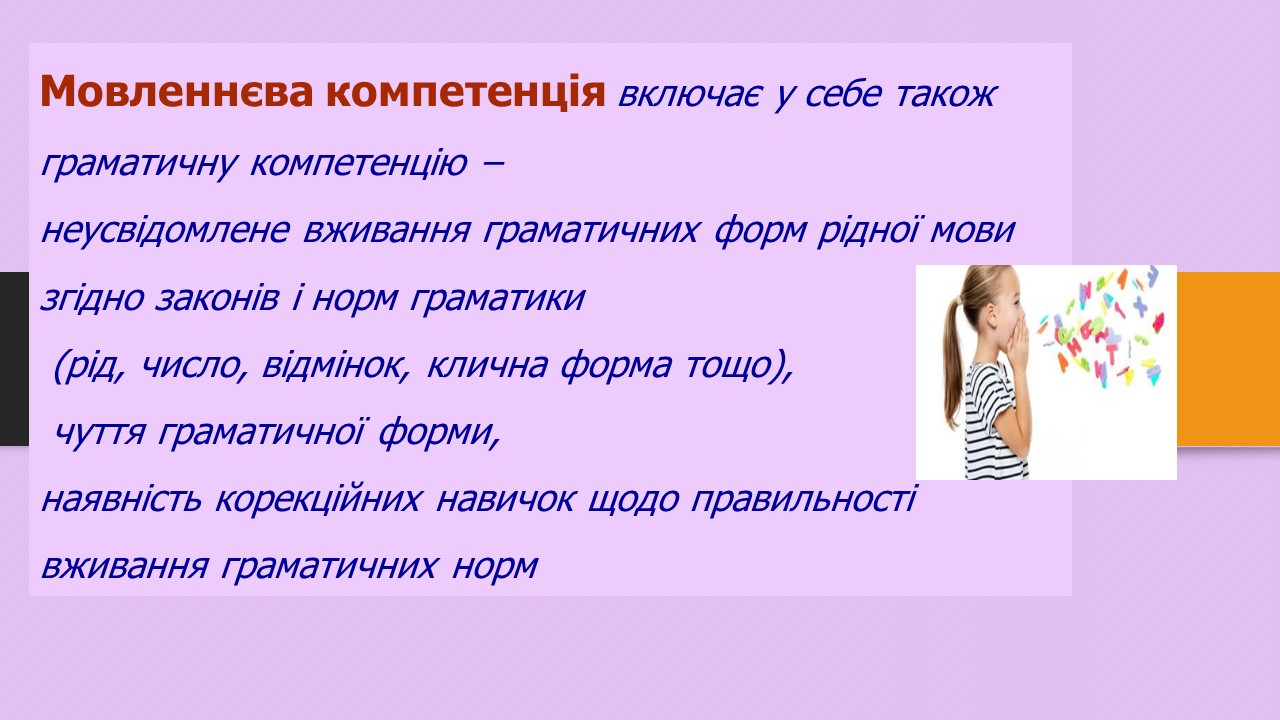 Мовленнєва компетенція включає у себе також
граматичну компетенцію –
неусвідомлене вживання граматичних форм рідної мови
згідно законів і норм граматики
(рід, число, відмінок, клична форма тощо),
чуття граматичної форми,
наявність корекційних навичок щодо правильності
вживання граматичних норм